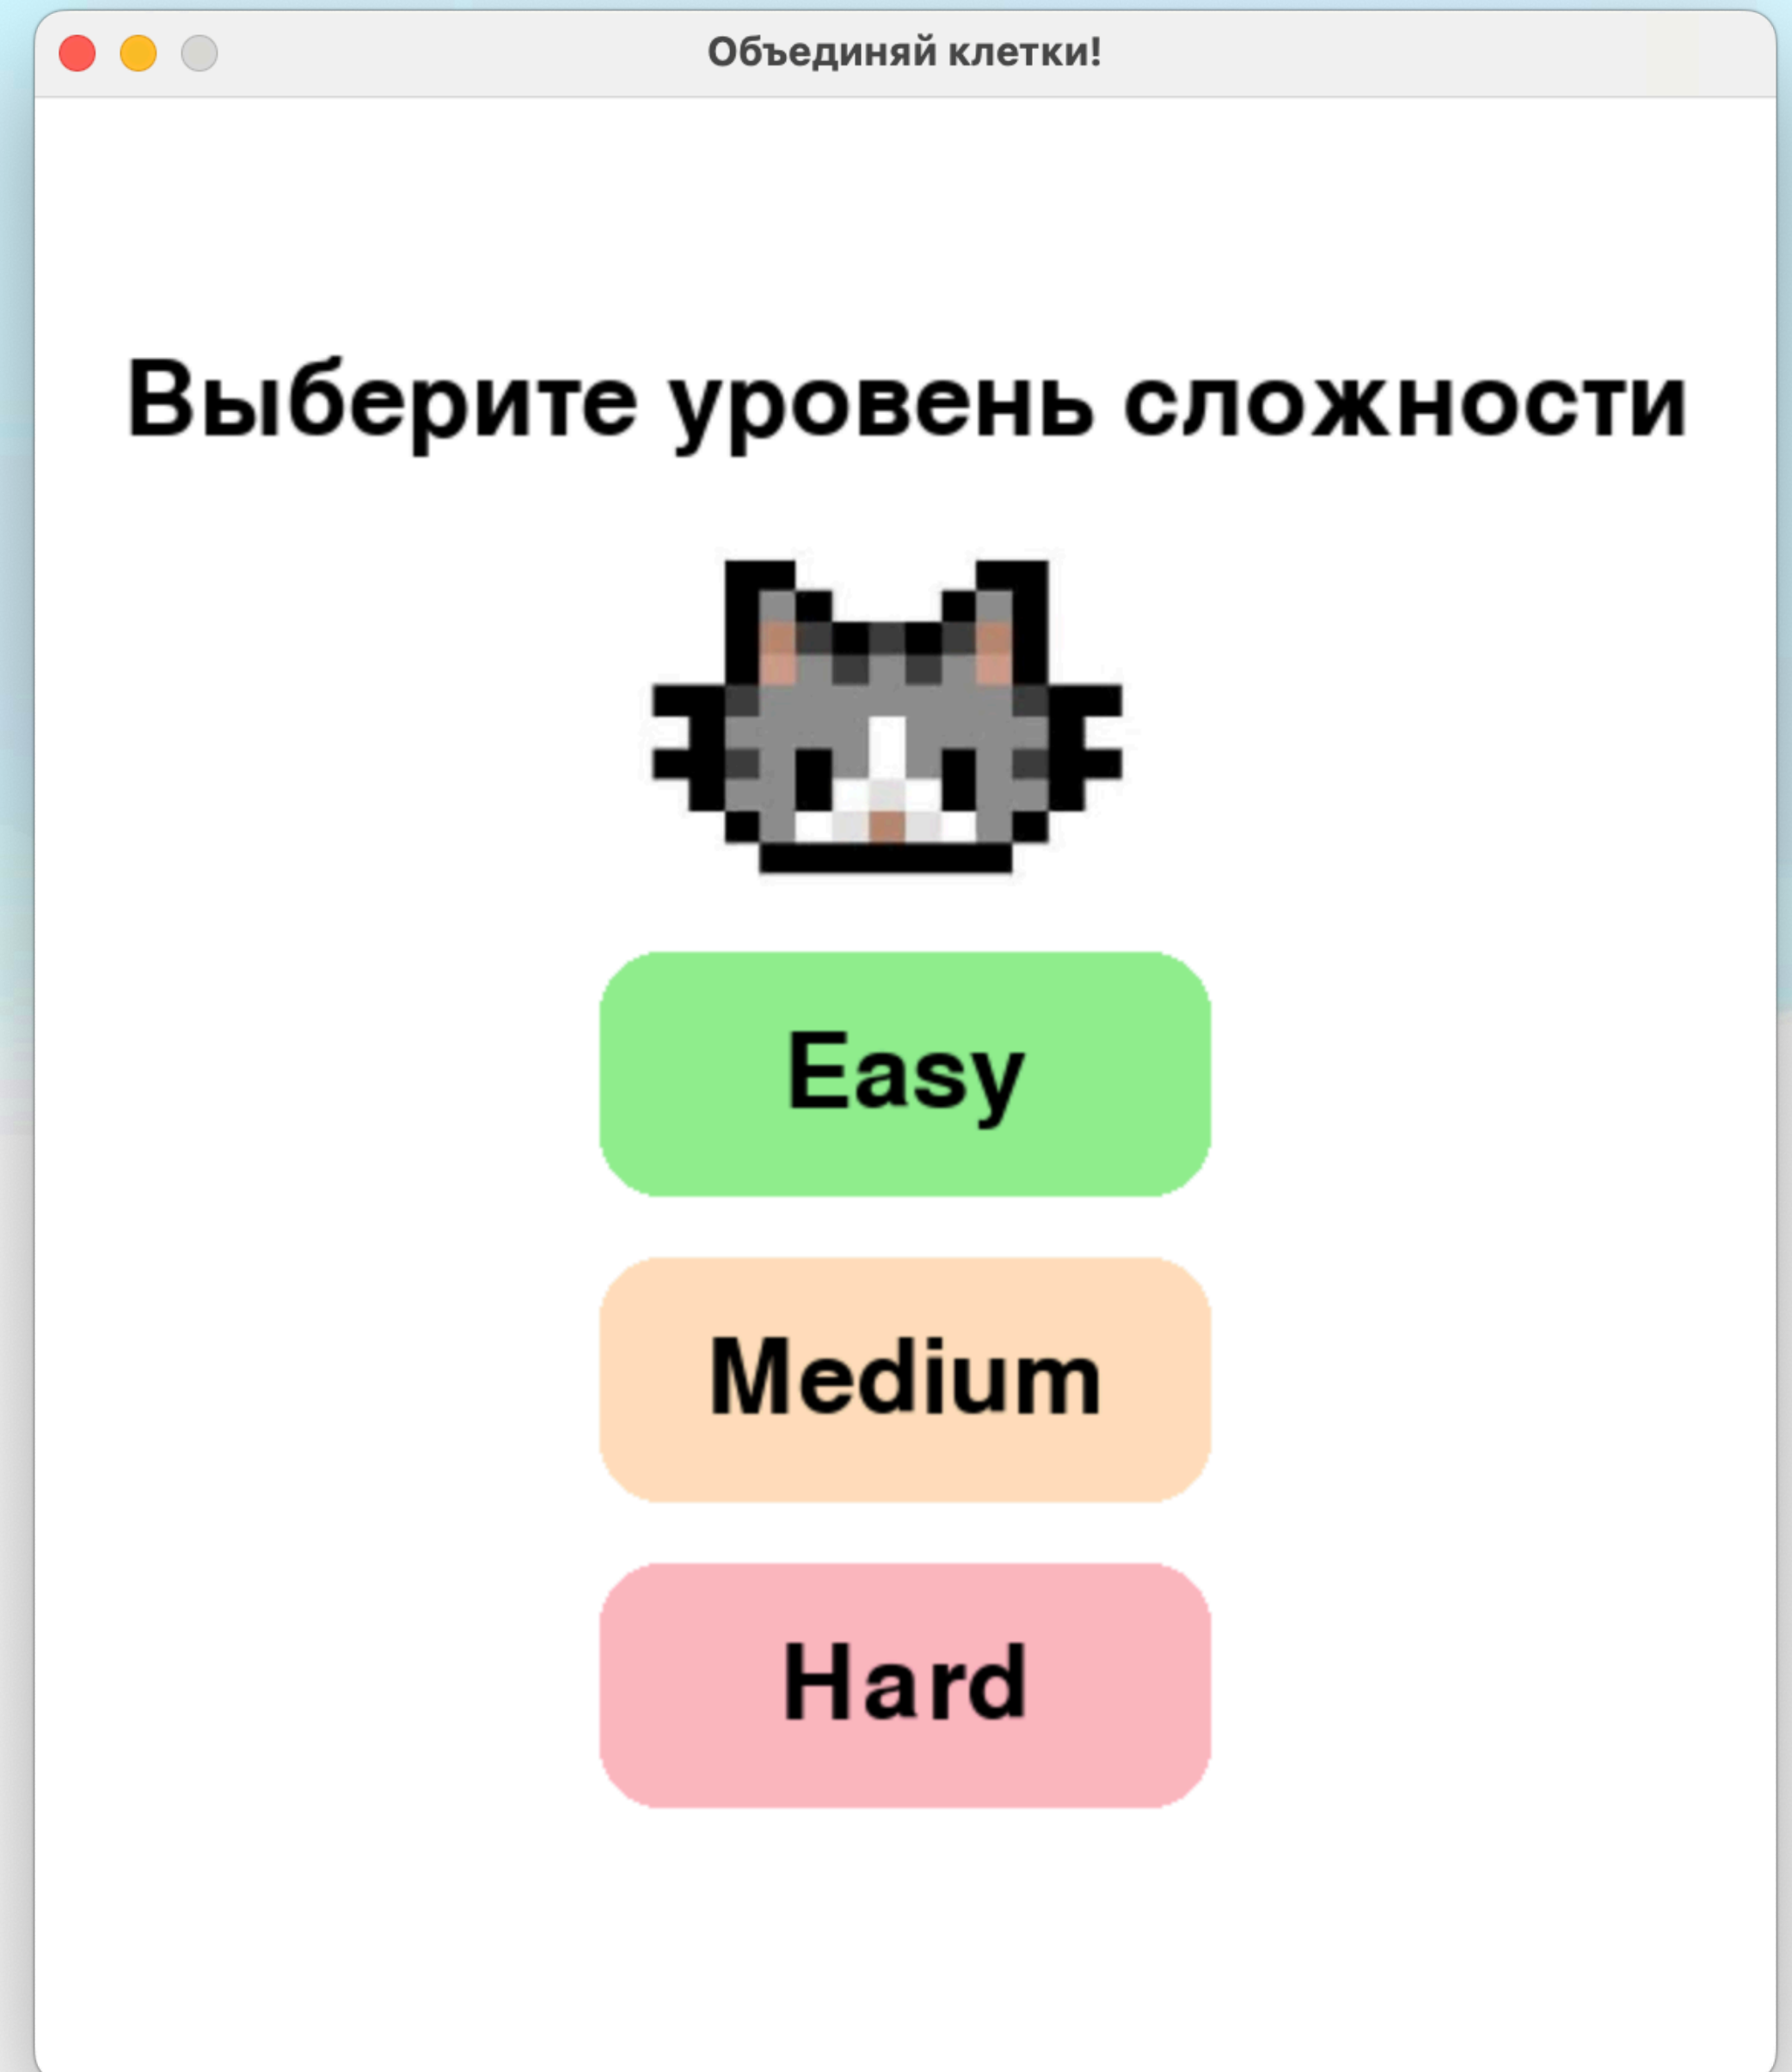 Объединяй клетки!
Выберите уровень сложности
Easy
Medium
Hard